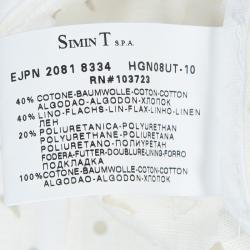 SIMIN T S.P.A.
EJPN 2081 8334 HGN08UT-10
RN#103723
40% COTONE-BAUMWOLLE-COTON-COTTON
ALGODAO-ALGODON-ХЛОПОК
40% LINO-FLACHS-LIN-FLAX-LINHO-LINEN
ЛЕН
20% POLIURETANICA-POLYURETHAN
POLYURETHANE-POLIURETANA
POLIURETANO-ПОЛИУРЕТАН
FODERA-FUTTER-DOUBLURE-LINING-FORRO
ПОДКЛАДКА
100% COTONE-BAUMWOLLE-COTON-COTTON
ALGODAO-ALGODON-ХЛОПОК